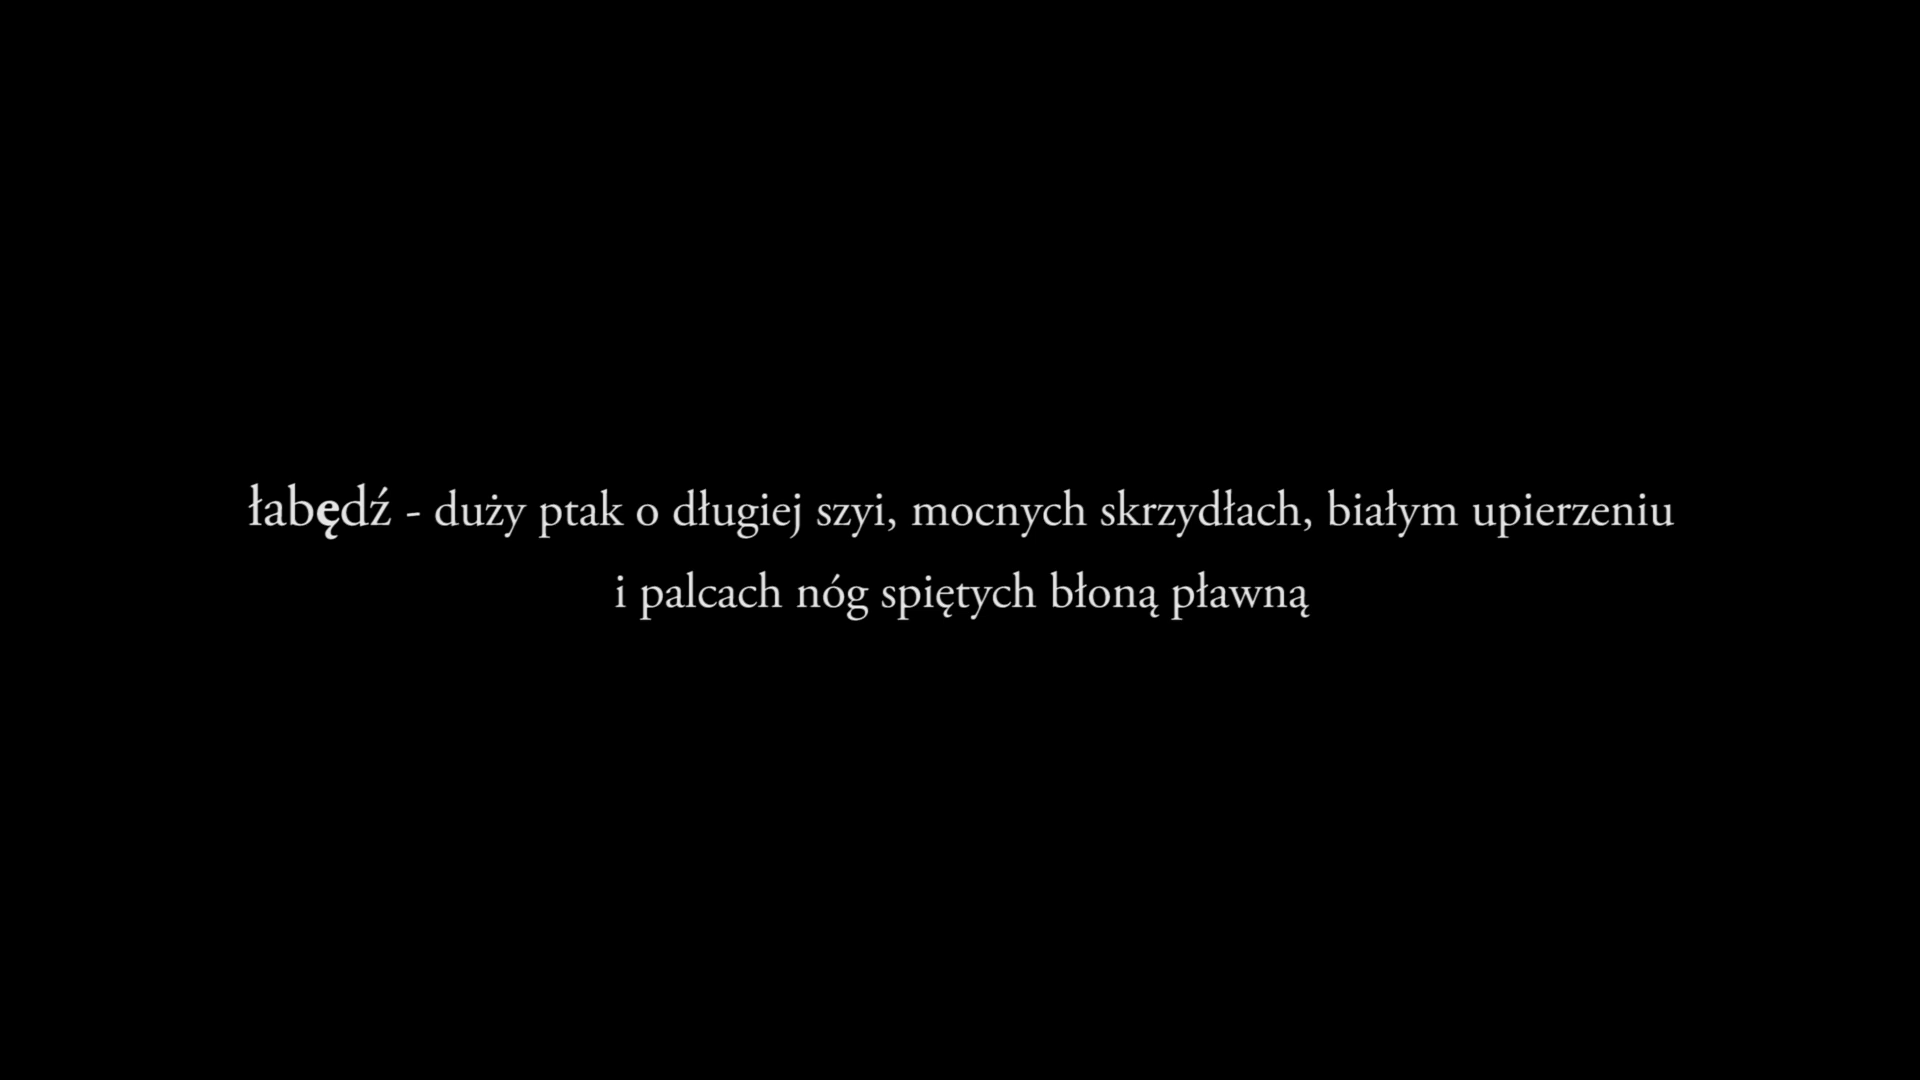 łabędź - duży ptak o długiej szyi, mocnych skrzydłach, białym upierzeniu
i palcach nóg spiętych błoną pławną